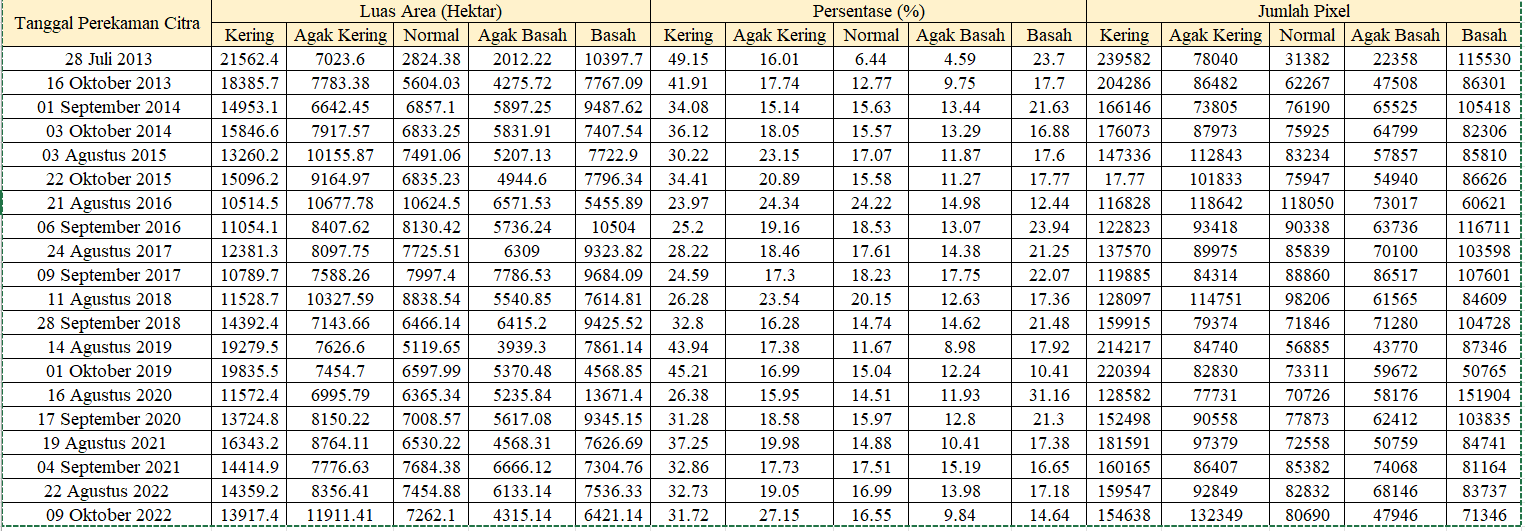 Tanggal Perekaman Citra Luas Area (Hektar) Persentase (%) Jumlah Pixel
Kering Agak Kering Normal Agak Basah Basah Kering Agak Kering Normal Agak Basah Basah Kering Agak Kering Normal Agak Basah Basah
28 Juli 2013 21562.4 7023.6 2824.38 2012.22 10397.7 49.15 16.01 6.44 4.59 23.7 239582 78040 31382 22358 115530
16 Oktober 2013 18385.7 7783.38 5604.03 4275.72 7767.09 41.91 17.74 12.77 9.75 17.7 204286 86482 62267 47508 86301
01 September 2014 14953.1 6642.45 6857.1 5897.25 9487.62 34.08 15.14 15.63 13.44 21.63 166146 73805 76190 65525 105418
03 Oktober 2014 15846.6 7917.57 6833.25 5831.91 7407.54 36.12 18.05 15.57 13.29 16.88 176073 87973 75925 64799 82306
03 Agustus 2015 13260.2 10155.87 7491.06 5207.13 7722.9 30.22 23.15 17.07 11.87 17.6 147336 112843 83234 57857 85810
22 Oktober 2015 15096.2 9164.97 6835.23 4944.6 7796.34 34.41 20.89 15.58 11.27 17.77 17.77 101833 75947 54940 86626
21 Agustus 2016 10514.5 10677.78 10624.5 6571.53 5455.89 23.97 24.34 24.22 14.98 12.44 116828 118642 118050 73017 60621
06 September 2016 11054.1 8407.62 8130.42 5736.24 10504 25.2 19.16 18.53 13.07 23.94 122823 93418 90338 63736 116711
24 Agustus 2017 12381.3 8097.75 7725.51 6309 9323.82 28.22 18.46 17.61 14.38 21.25 137570 89975 85839 70100 103598
09 September 2017 10789.7 7588.26 7997.4 7786.53 9684.09 24.59 17.3 18.23 17.75 22.07 119885 84314 88860 86517 107601
11 Agustus 2018 11528.7 10327.59 8838.54 5540.85 7614.81 26.28 23.54 20.15 12.63 17.36 128097 114751 98206 61565 84609
28 September 2018 14392.4 7143.66 6466.14 6415.2 9425.52 32.8 16.28 14.74 14.62 21.48 159915 79374 71846 71280 104728
14 Agustus 2019 19279.5 7626.6 5119.65 3939.3 7861.14 43.94 17.38 11.67 8.98 17.92 214217 84740 56885 43770 87346
01 Oktober 2019 19835.5 7454.7 6597.99 5370.48 4568.85 45.21 16.99 15.04 12.24 10.41 220394 82830 73311 59672 50765
16 Agustus 2020 11572.4 6995.79 6365.34 5235.84 13671.4 26.38 15.95 14.51 11.93 31.16 128582 77731 70726 58176 151904
17 September 2020 13724.8 8150.22 7008.57 5617.08 9345.15 31.28 18.58 15.97 12.8 21.3 152498 90558 77873 62412 103835
19 Agustus 2021 16343.2 8764.11 6530.22 4568.31 7626.69 37.25 19.98 14.88 10.41 17.38 181591 97379 72558 50759 84741
04 September 2021 14414.9 7776.63 7684.38 6666.12 7304.76 32.86 17.73 17.51 15.19 16.65 160165 86407 85382 74068 81164
22 Agustus 2022 14359.2 8356.41 7454.88 6133.14 7536.33 32.73 19.05 16.99 13.98 17.18 159547 92849 82832 68146 83737
09 Oktober 2022 13917.4 11911.41 7262.1 4315.14 6421.14 31.72 27.15 16.55 9.84 14.64 154638 132349 80690 47946 71346